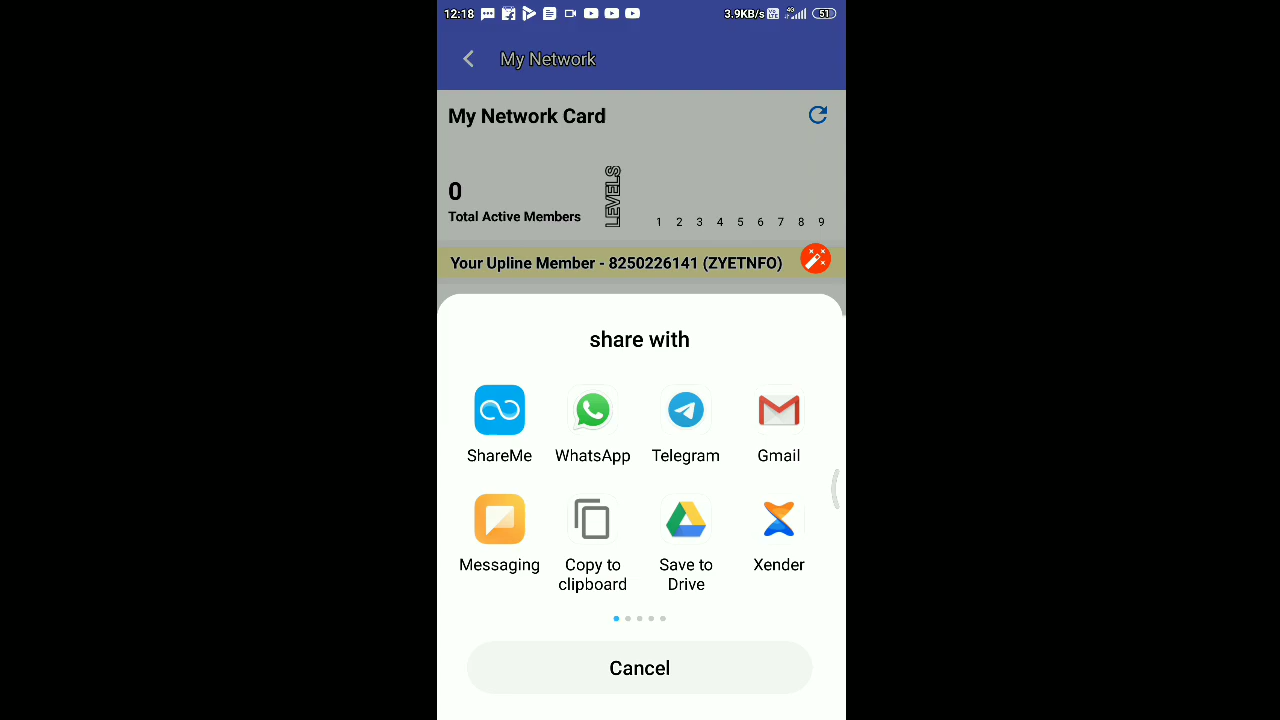 12:18 3.9KB/s 4G 51
My Network
My Network Card
LEVELS
0
Total Active Members
1 2 3 4 5 6 7 8 9
Your Upline Member - 8250226141 (ZYETNFO)
share with
ShareMe WhatsApp Telegram Gmail
Messaging Copy to clipboard Save to Drive Xender
Cancel